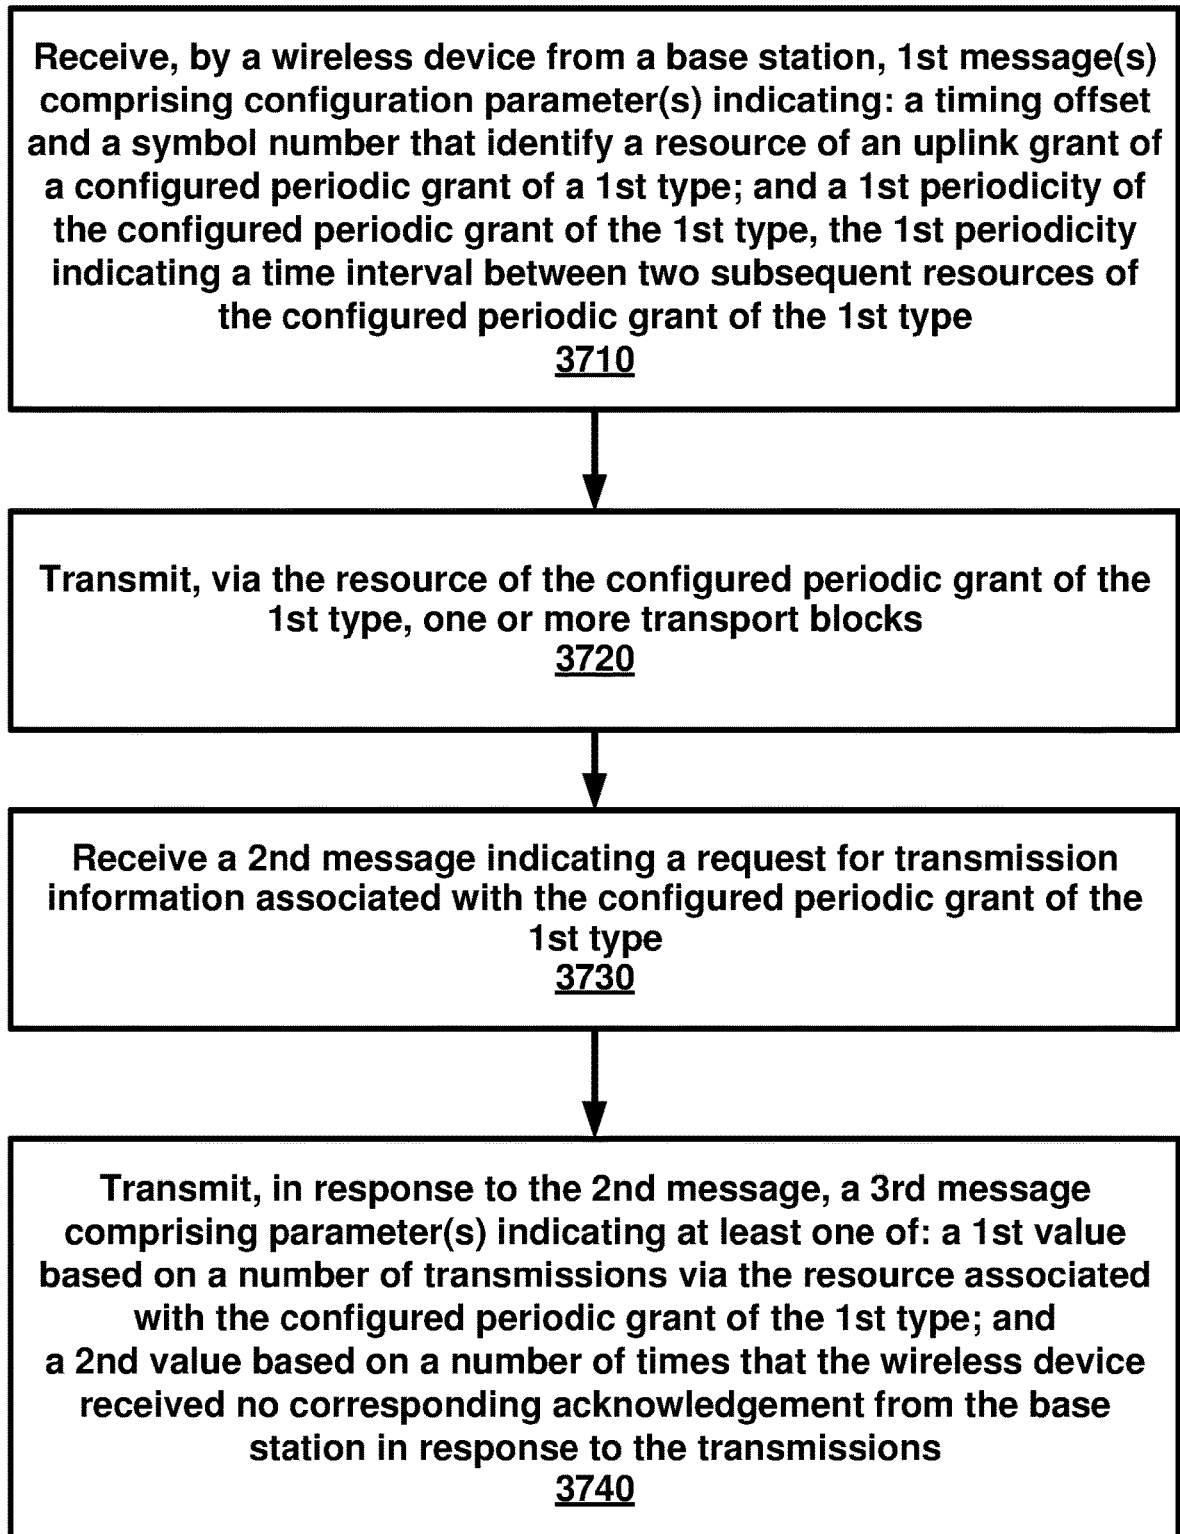 Receive, by a wireless device from a base station, 1st message(s)
comprising configuration parameter(s) indicating: a timing offset
and a symbol number that identify a resource of an uplink grant of
a configured periodic grant of a 1st type; and a 1st periodicity of
the configured periodic grant of the 1st type, the 1st periodicity
indicating a time interval between two subsequent resources of
the configured periodic grant of the 1st type
3710
Transmit, via the resource of the configured periodic grant of the
1st type, one or more transport blocks
3720
Receive a 2nd message indicating a request for transmission
information associated with the configured periodic grant of the
1st type
3730
Transmit, in response to the 2nd message, a 3rd message
comprising parameter(s) indicating at least one of: a 1st value
based on a number of transmissions via the resource associated
with the configured periodic grant of the 1st type; and
a 2nd value based on a number of times that the wireless device
received no corresponding acknowledgement from the base
station in response to the transmissions
3740